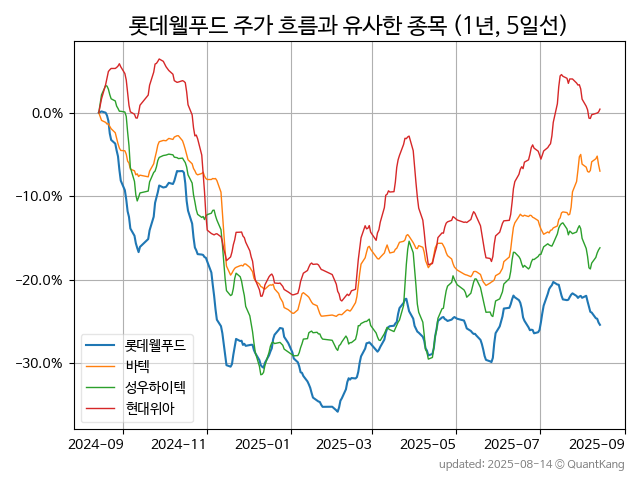 롯데웰푸드 주가 흐름과 유사한 종목 (1년, 5일선)
0.0%
−10.0%
−20.0%
−30.0%
롯데웰푸드
바텍
성우하이텍
현대위아
2024-09 2024-11 2025-01 2025-03 2025-05 2025-07 2025-09
updated: 2025-08-14 © QuantKang